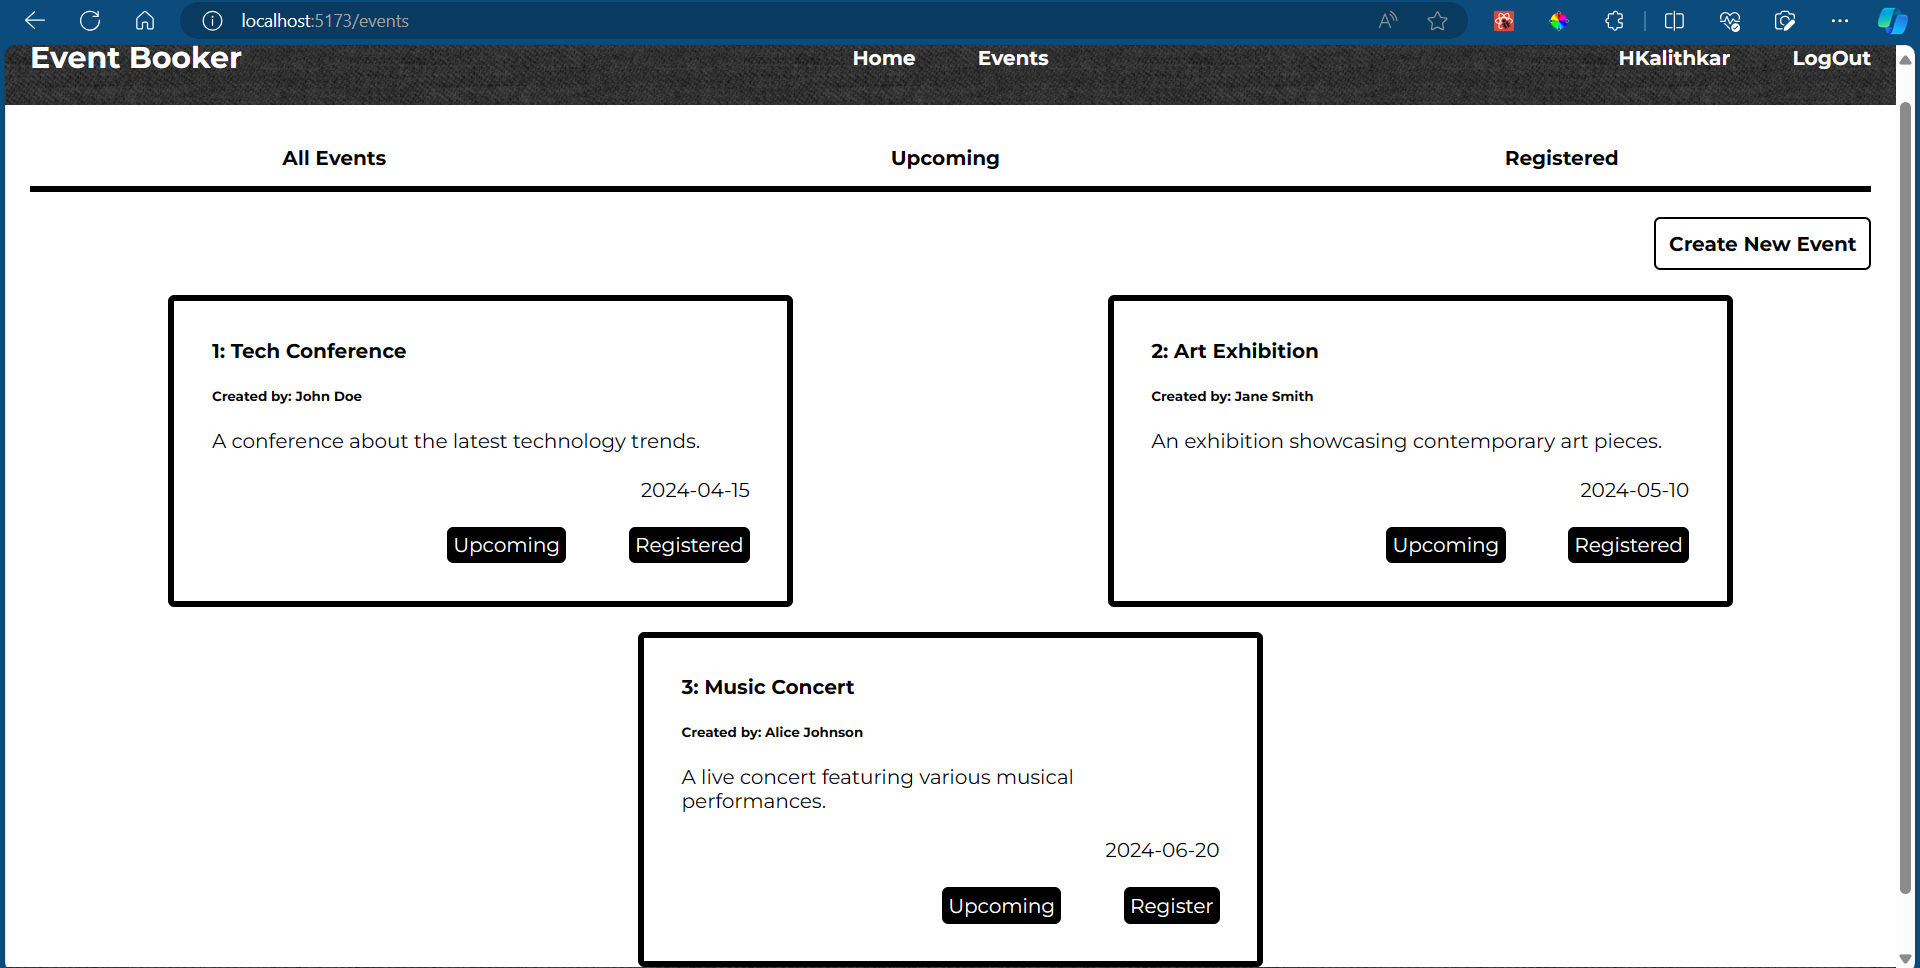 localhost:5173/events
Event Booker
Home
Events
HKalithkar
LogOut
All Events
Upcoming
Registered
Create New Event
1: Tech Conference
Created by: John Doe
A conference about the latest technology trends.
2024-04-15
Upcoming
Registered
2: Art Exhibition
Created by: Jane Smith
An exhibition showcasing contemporary art pieces.
2024-05-10
Upcoming
Registered
3: Music Concert
Created by: Alice Johnson
A live concert featuring various musical
performances.
2024-06-20
Upcoming
Register